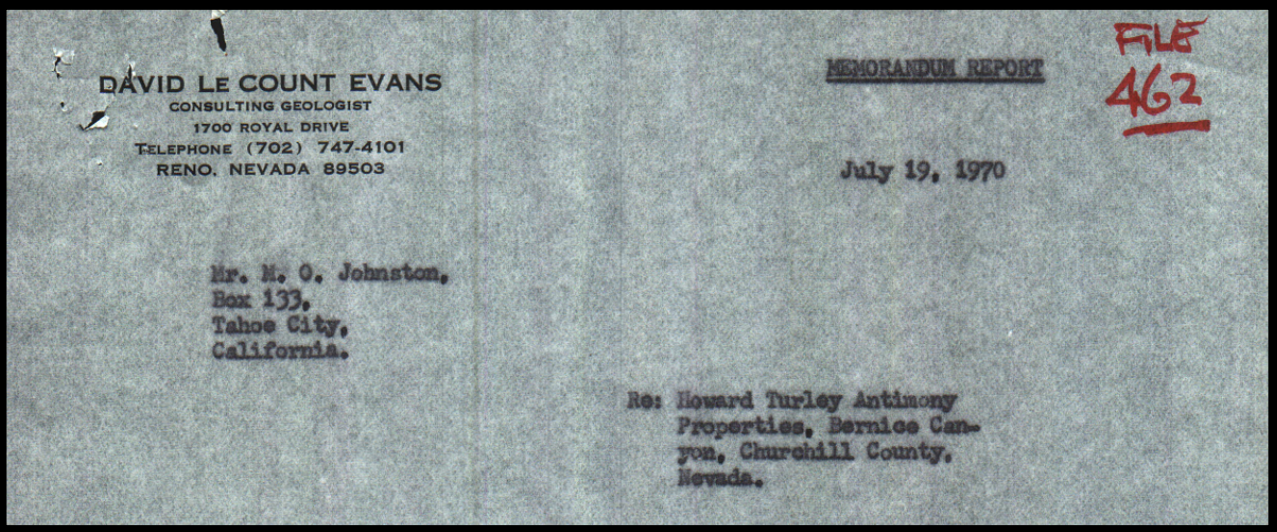 DAVID LE COUNT EVANS
CONSULTING GEOLOGIST
1700 ROYAL DRIVE
TELEPHONE (702) 747-4101
RENO, NEVADA 89503
MEMORANDUM REPORT
FILE
462
July 19, 1970
Mr. M. O. Johnston,
Box 133,
Tahoe City,
California.
Re: Howard Turley Antimony
Properties, Bernice Can-
yon, Churchill County,
Nevada.